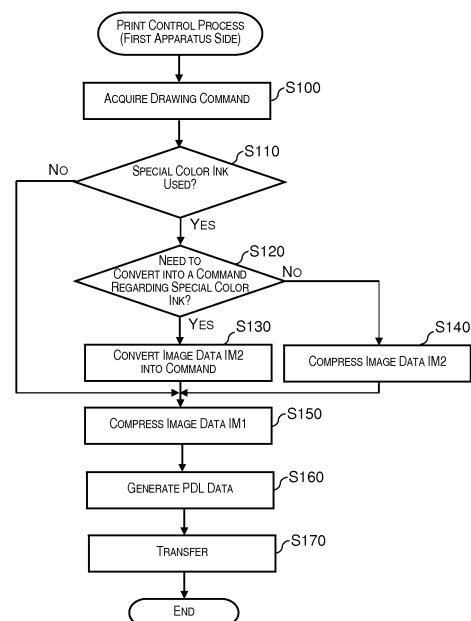 PRINT CONTROL PROCESS
(FIRST APPARATUS SIDE)
ACQUIRE DRAWING COMMAND
S100
SPECIAL COLOR INK
USED?
S110
NO
YES
NEED TO
CONVERT INTO A COMMAND
REGARDING SPECIAL COLOR
INK?
S120
NO
YES
S130
CONVERT IMAGE DATA IM2
INTO COMMAND
S140
COMPRESS IMAGE DATA IM2
S150
COMPRESS IMAGE DATA IM1
S160
GENERATE PDL DATA
S170
TRANSFER
END